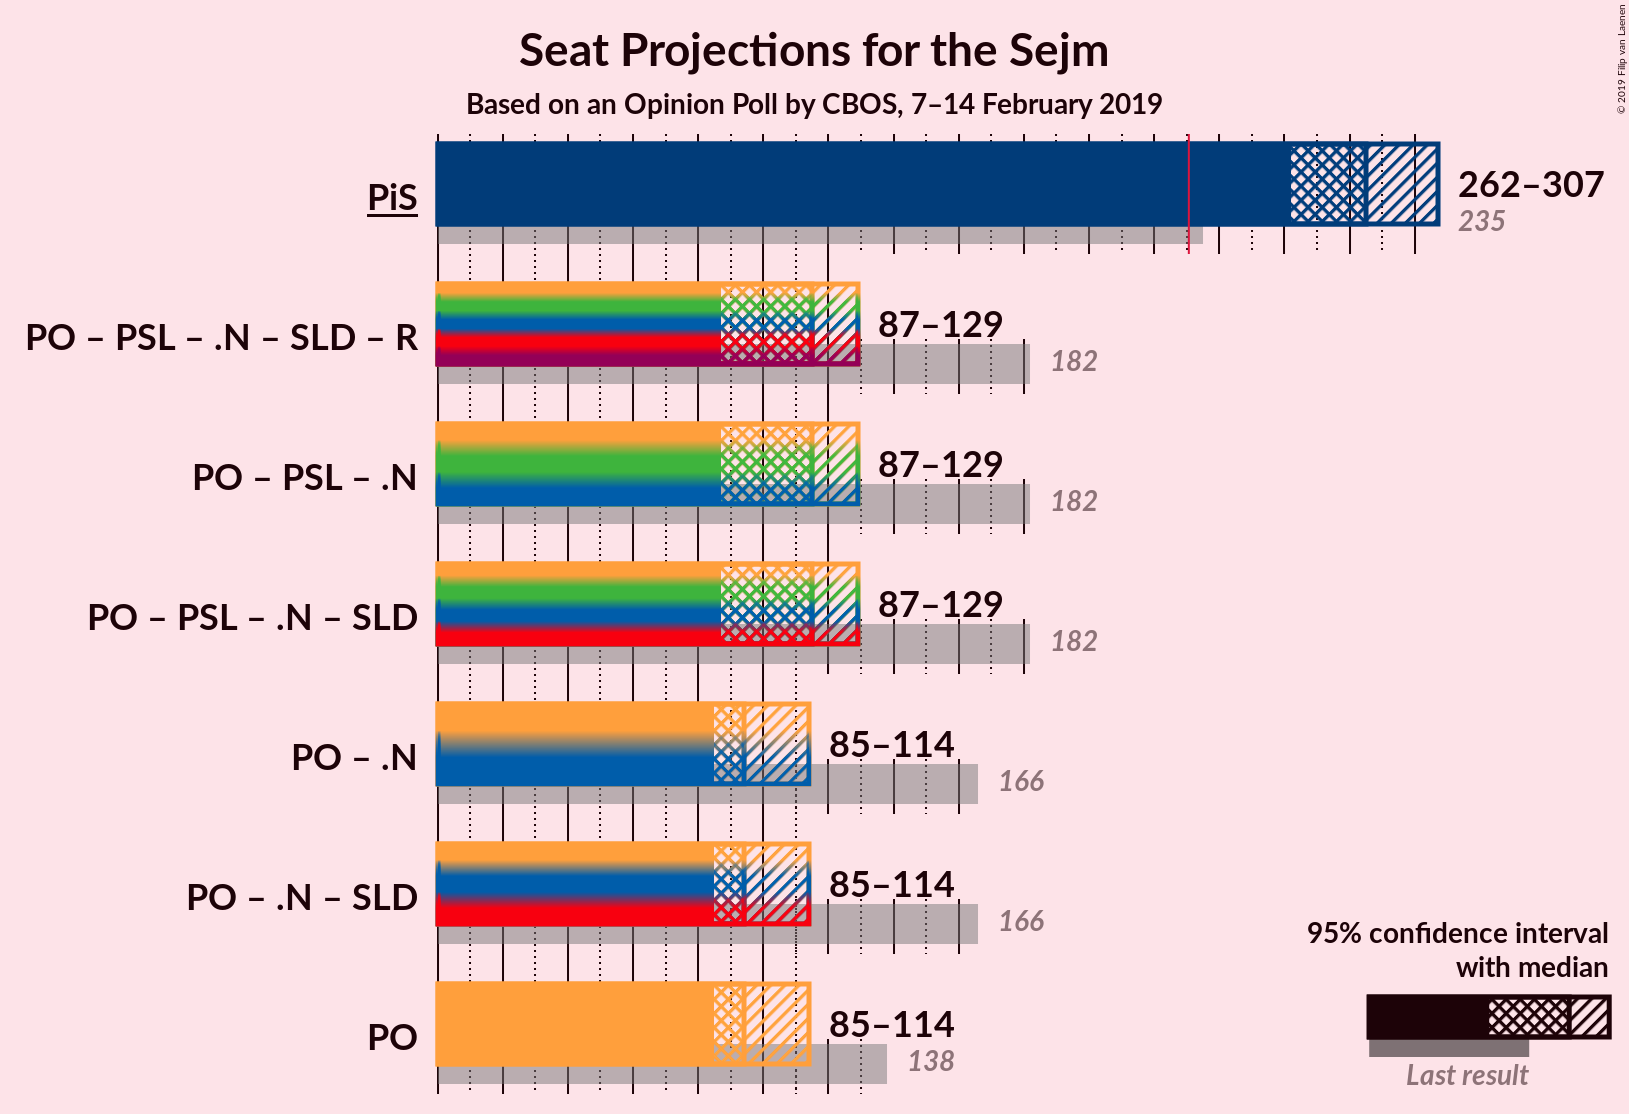 Seat Projections for the Sejm
Based on an Opinion Poll by CBOS, 7–14 February 2019
© 2019 Filip van Laenen
PiS
262–307
235
PO – PSL – .N – SLD – R
87–129
182
PO – PSL – .N
87–129
182
PO – PSL – .N – SLD
87–129
182
PO – .N
85–114
166
PO – .N – SLD
85–114
166
PO
85–114
138
95% confidence interval
with median
Last result